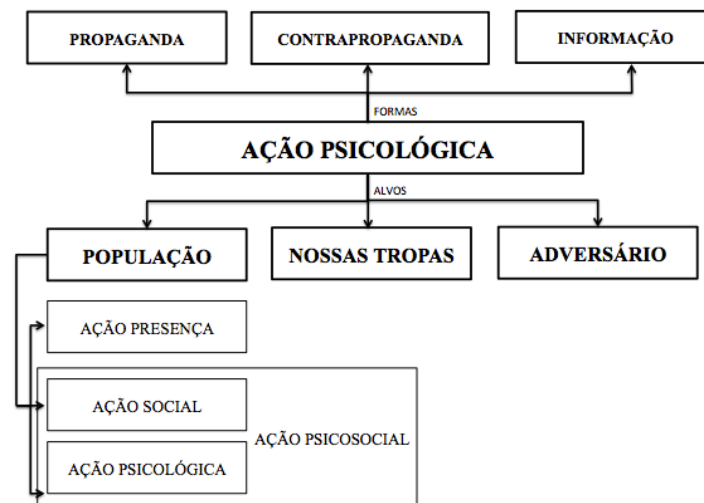 PROPAGANDA
CONTRAPROPAGANDA
INFORMAÇÃO
FORMAS
AÇÃO PSICOLÓGICA
ALVOS
POPULAÇÃO
NOSSAS TROPAS
ADVERSÁRIO
AÇÃO PRESENÇA
AÇÃO SOCIAL
AÇÃO PSICOSOCIAL
AÇÃO PSICOLÓGICA